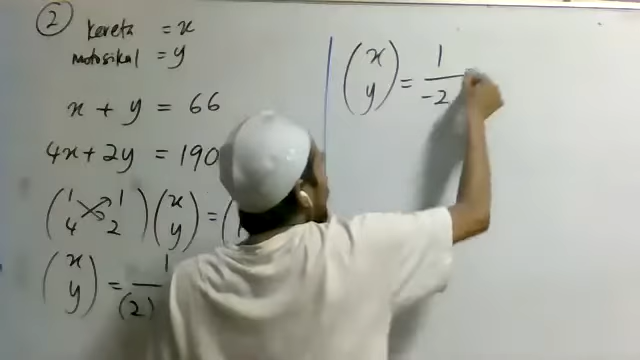 ② Kereta = x
motosikal = y
x + y = 66
4x + 2y = 190
(1 1
4 2) (x
y) = (
(x
y) = 1
(2)
(x
y) = 1
-2